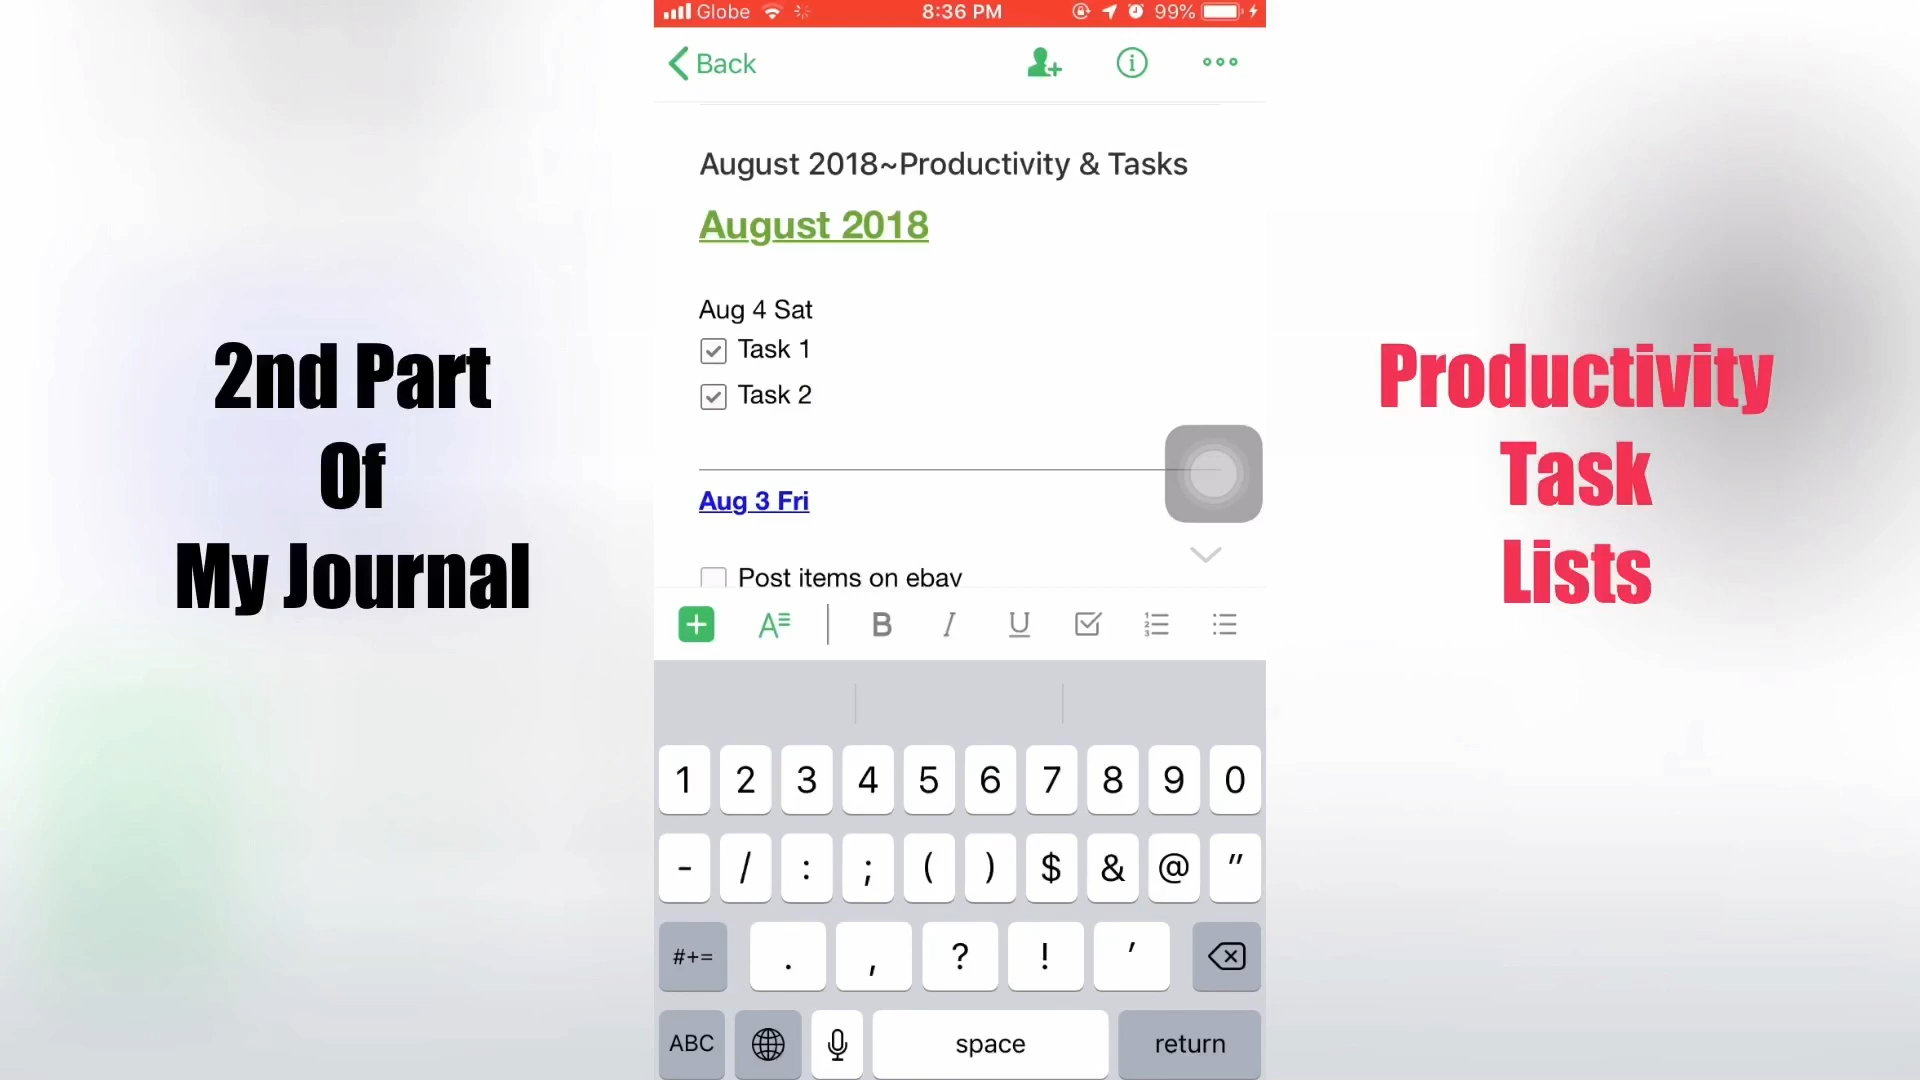 Globe 8:36 PM 99%
Back
August 2018~Productivity & Tasks
August 2018
Aug 4 Sat
Task 1
Task 2
Aug 3 Fri
Post items on ebay
2nd Part
Of
My Journal
Productivity
Task
Lists
A B I U
1 2 3 4 5 6 7 8 9 0
- / : ; ( ) $ & @ "
#+= . , ? ! '
ABC space return